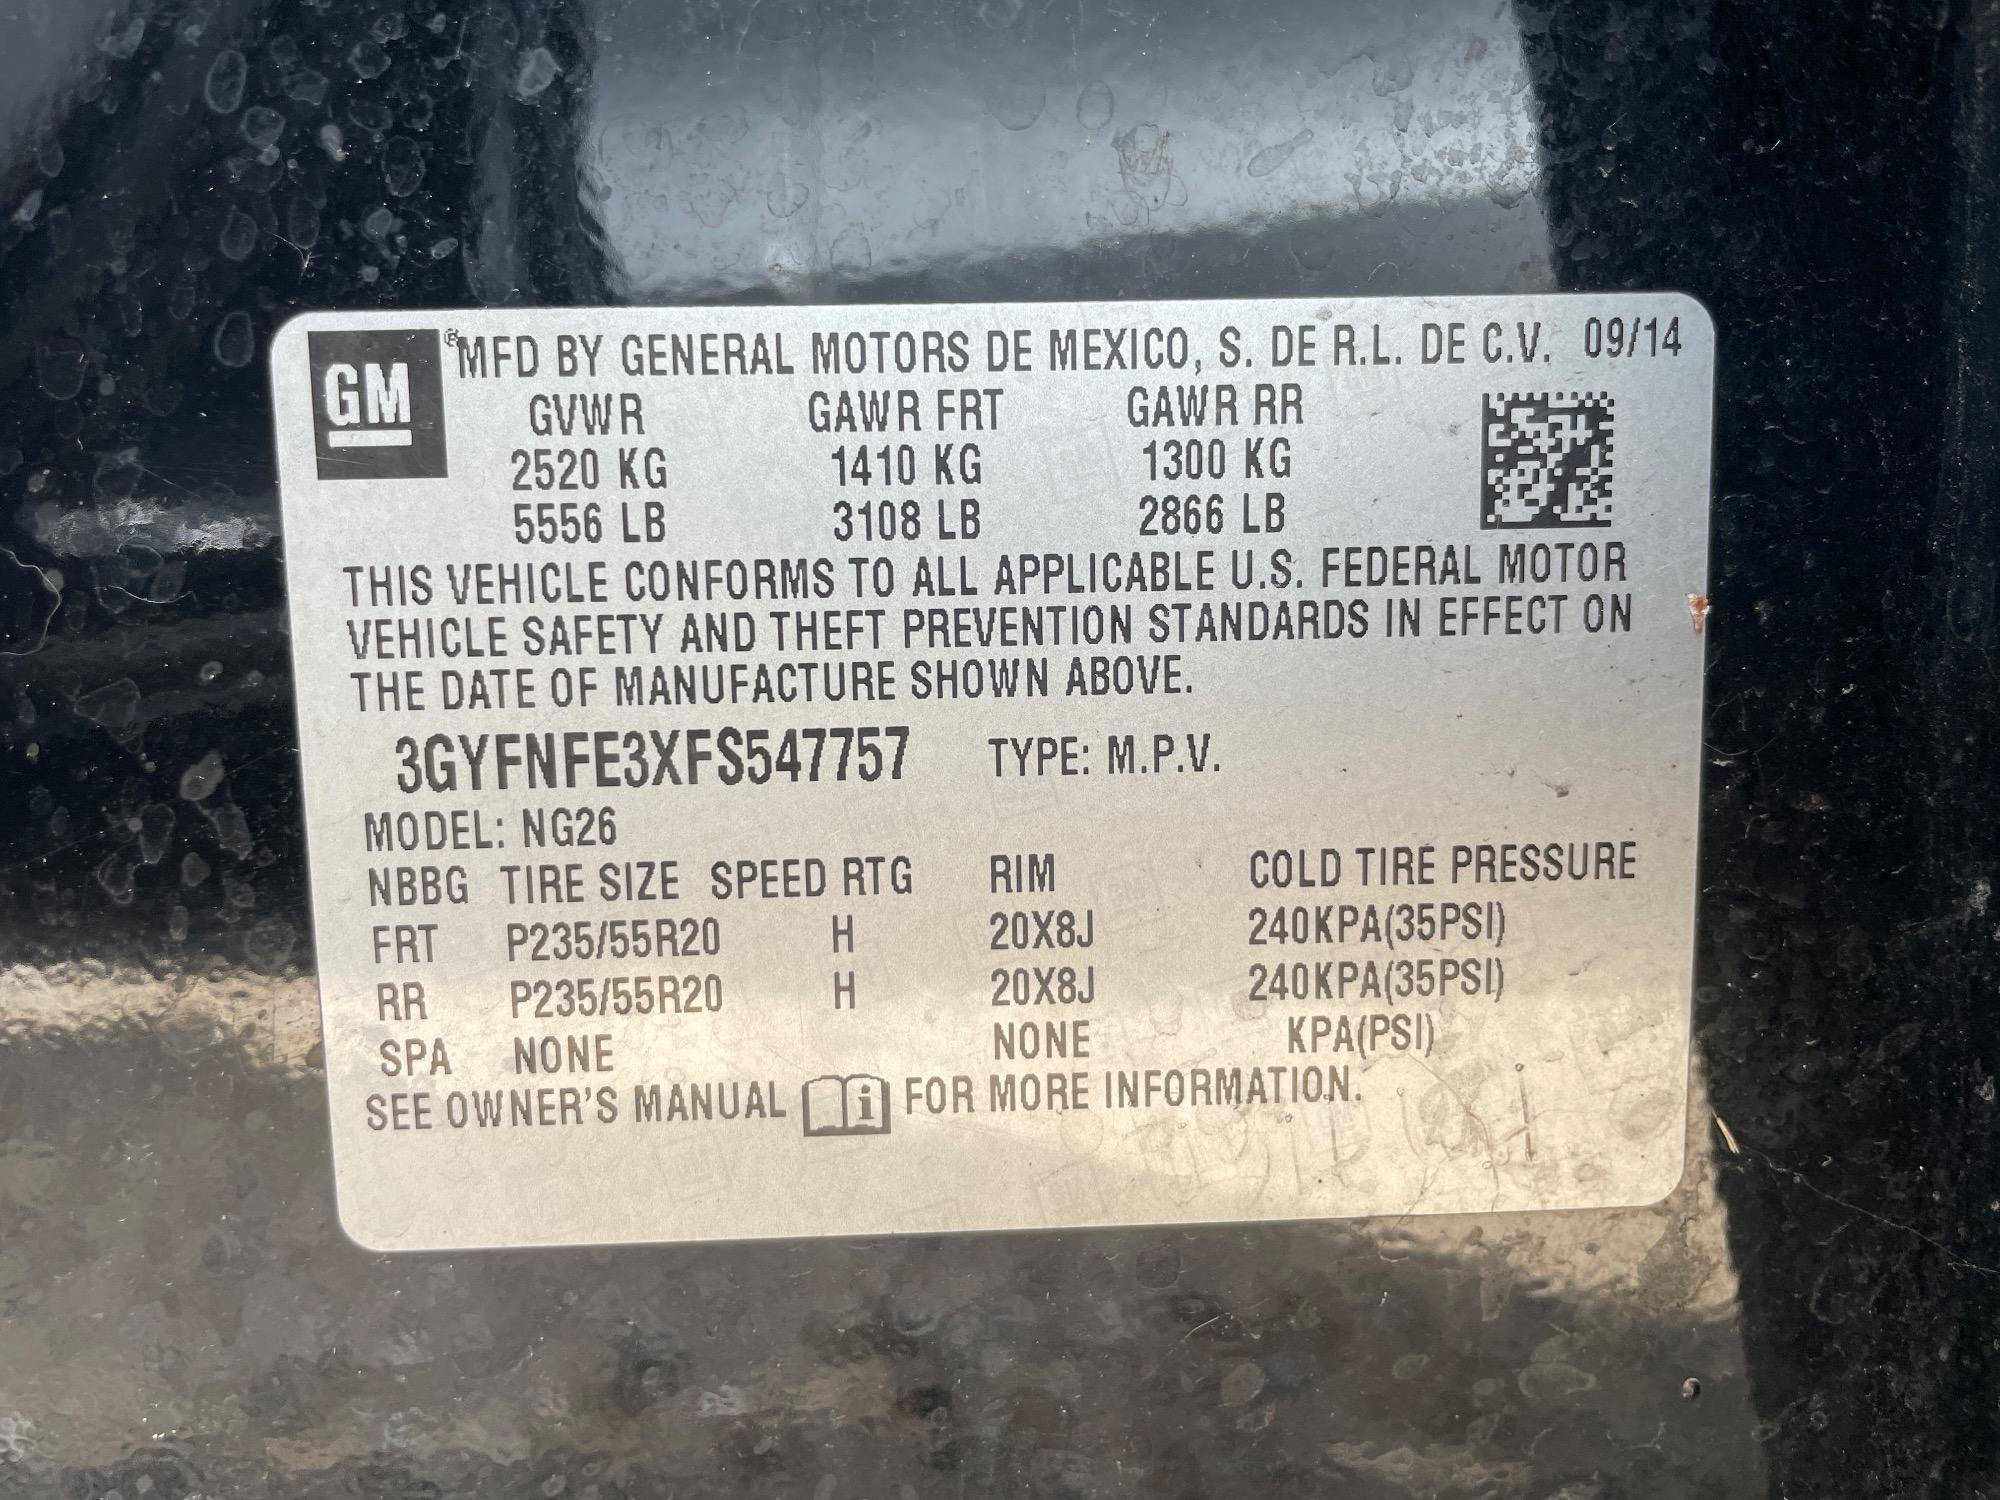 GM
® MFD BY GENERAL MOTORS DE MEXICO, S. DE R.L. DE C.V. 09/14
GVWR GAWR FRT GAWR RR
2520 KG 1410 KG 1300 KG
5556 LB 3108 LB 2866 LB
THIS VEHICLE CONFORMS TO ALL APPLICABLE U.S. FEDERAL MOTOR
VEHICLE SAFETY AND THEFT PREVENTION STANDARDS IN EFFECT ON
THE DATE OF MANUFACTURE SHOWN ABOVE.
3GYFNFE3XFS547757 TYPE: M.P.V.
MODEL: NG26
NBBG TIRE SIZE SPEED RTG RIM COLD TIRE PRESSURE
FRT P235/55R20 H 20X8J 240KPA(35PSI)
RR P235/55R20 H 20X8J 240KPA(35PSI)
SPA NONE NONE KPA(PSI)
SEE OWNER'S MANUAL i FOR MORE INFORMATION.